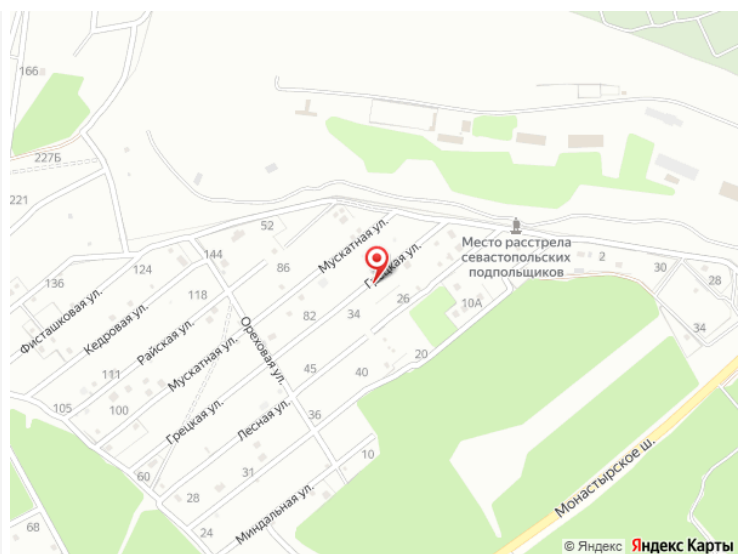 166
227Б
221
52
Мускатная ул.
Грецкая ул.
Место расстрела
севастопольских
подпольщиков
144
124
136
86
2
30
28
Фисташковая ул.
Кедровая ул.
118
Райская ул.
82
34
26
10А
34
Ореховая ул.
111
Мускатная ул.
20
45
40
105
100
Грецкая ул.
Лесная ул.
36
10
60
31
28
Миндальная ул.
24
68
Монастырское ш.
© Яндекс Яндекс Карты